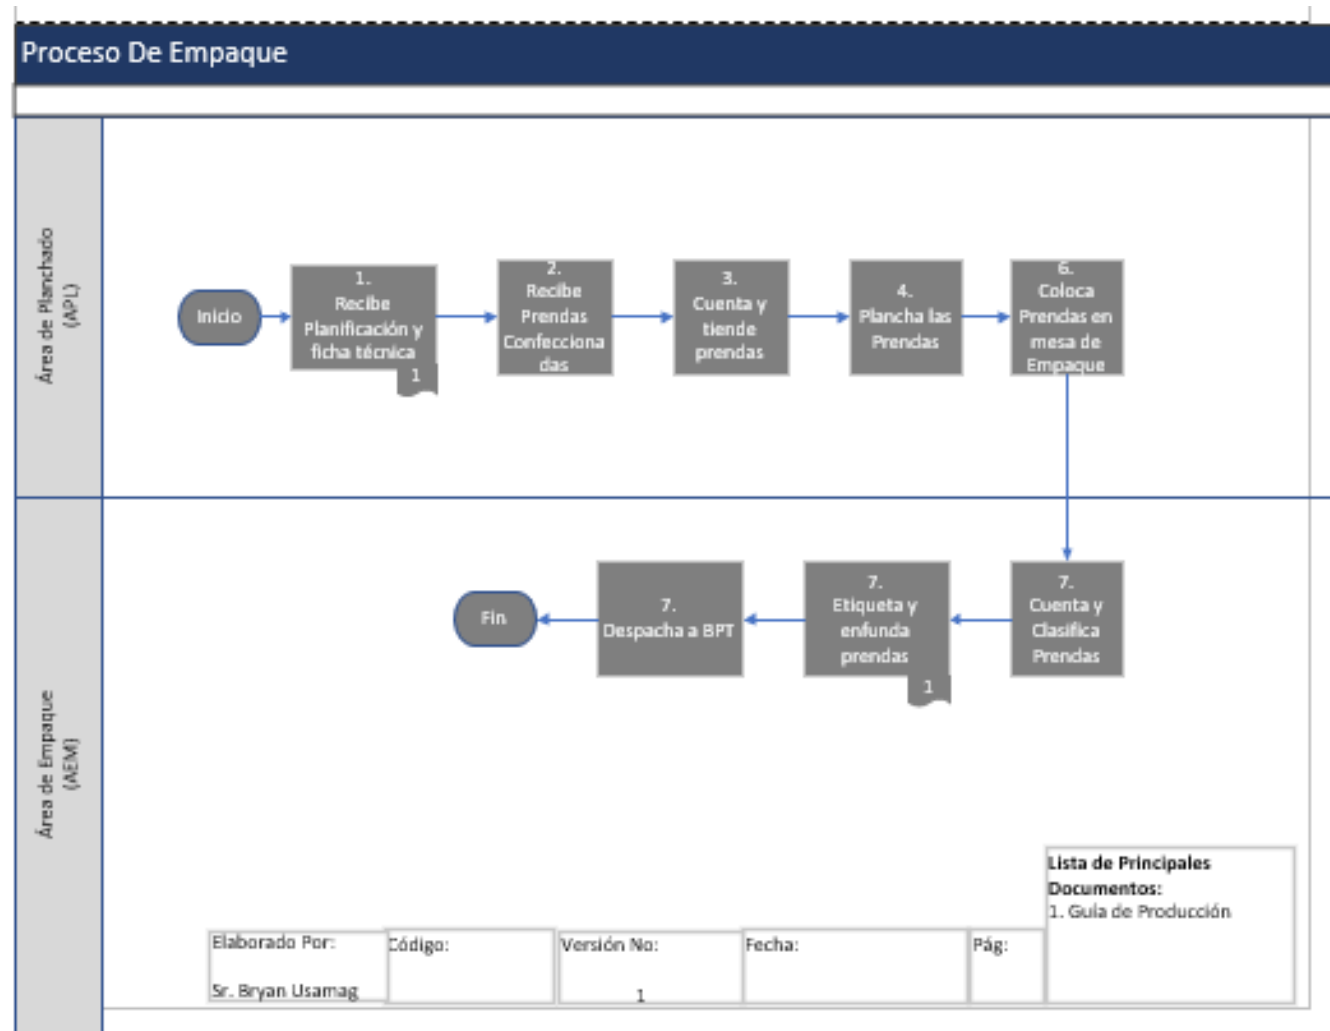 Proceso De Empaque
Área de Planchado
(APL)
Inicio
1.
Recibe
Planificación y
ficha técnica
1
2.
Recibe
Prendas
Confecciona
das
3.
Cuenta y
tiende
prendas
4.
Plancha las
Prendas
6.
Coloca
Prendas en
mesa de
Empaque
Área de Empaque
(AEM)
7.
Cuenta y
Clasifica
Prendas
7.
Etiqueta y
enfunda
prendas
1
7.
Despacha a BPT
Fin
Lista de Principales
Documentos:
1. Guía de Producción
Elaborado Por:
Sr. Bryan Usamag
Código:
Versión No:
1
Fecha:
Pág: